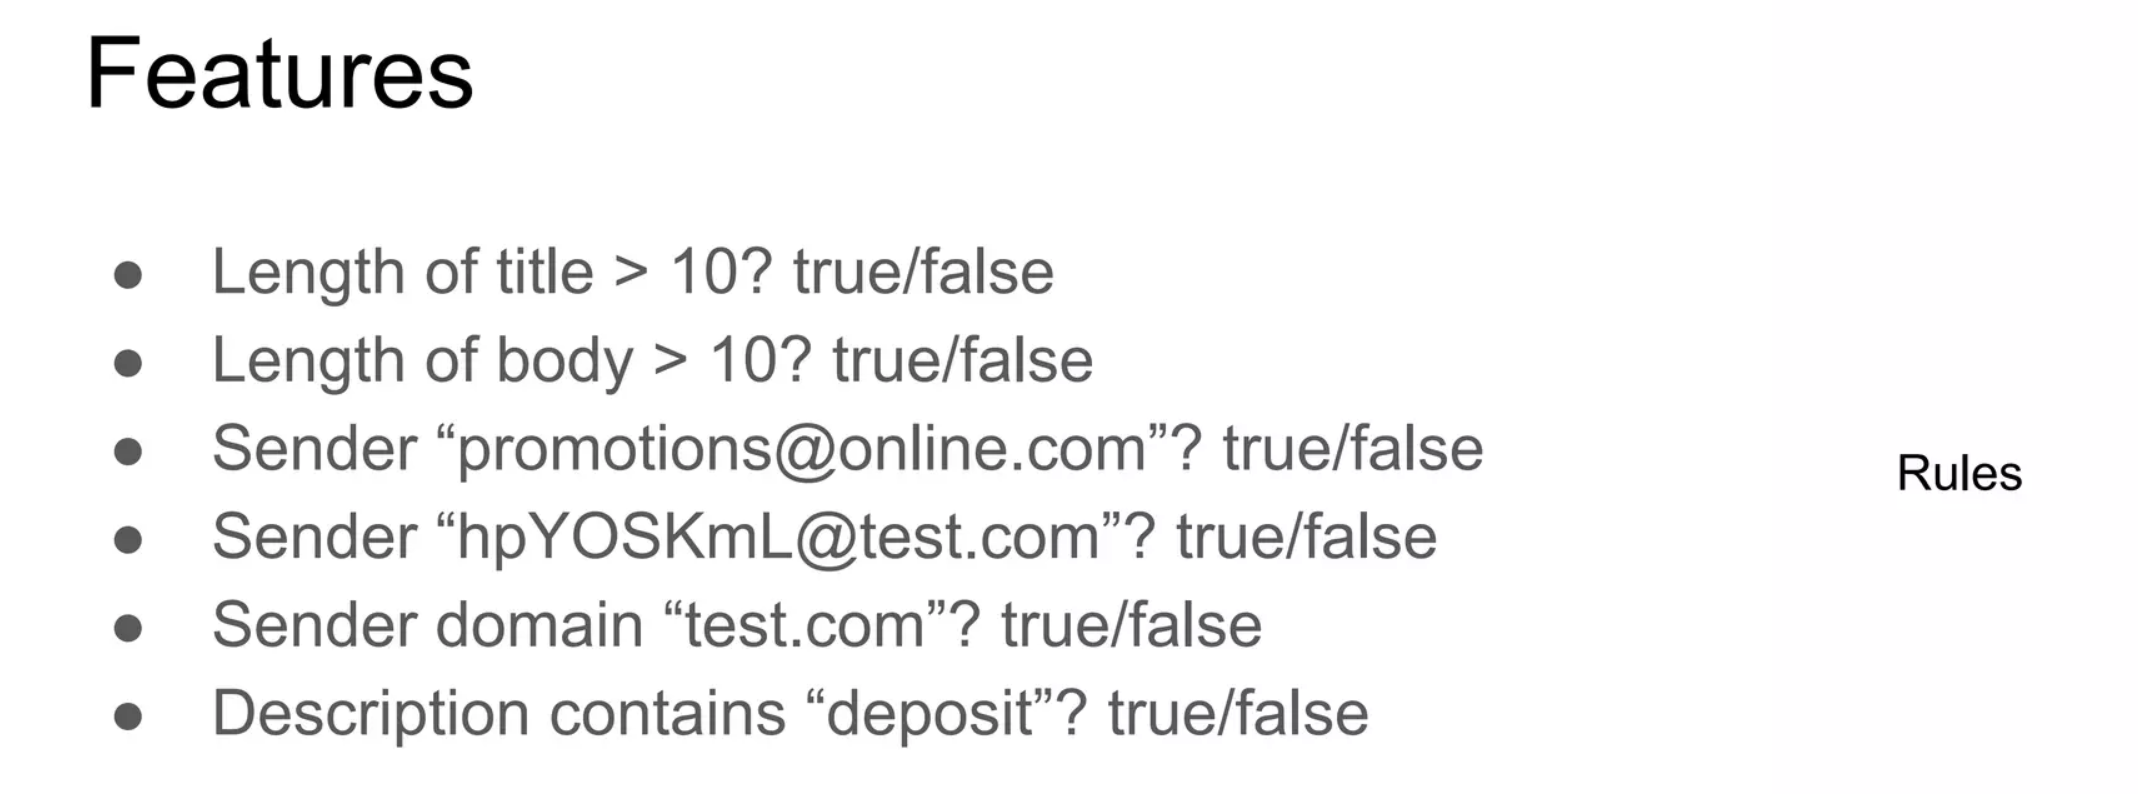 Features
● Length of title > 10? true/false
● Length of body > 10? true/false
● Sender “promotions@online.com”? true/false
● Sender “hpYOSKmL@test.com”? true/false
● Sender domain “test.com”? true/false
● Description contains “deposit”? true/false
Rules